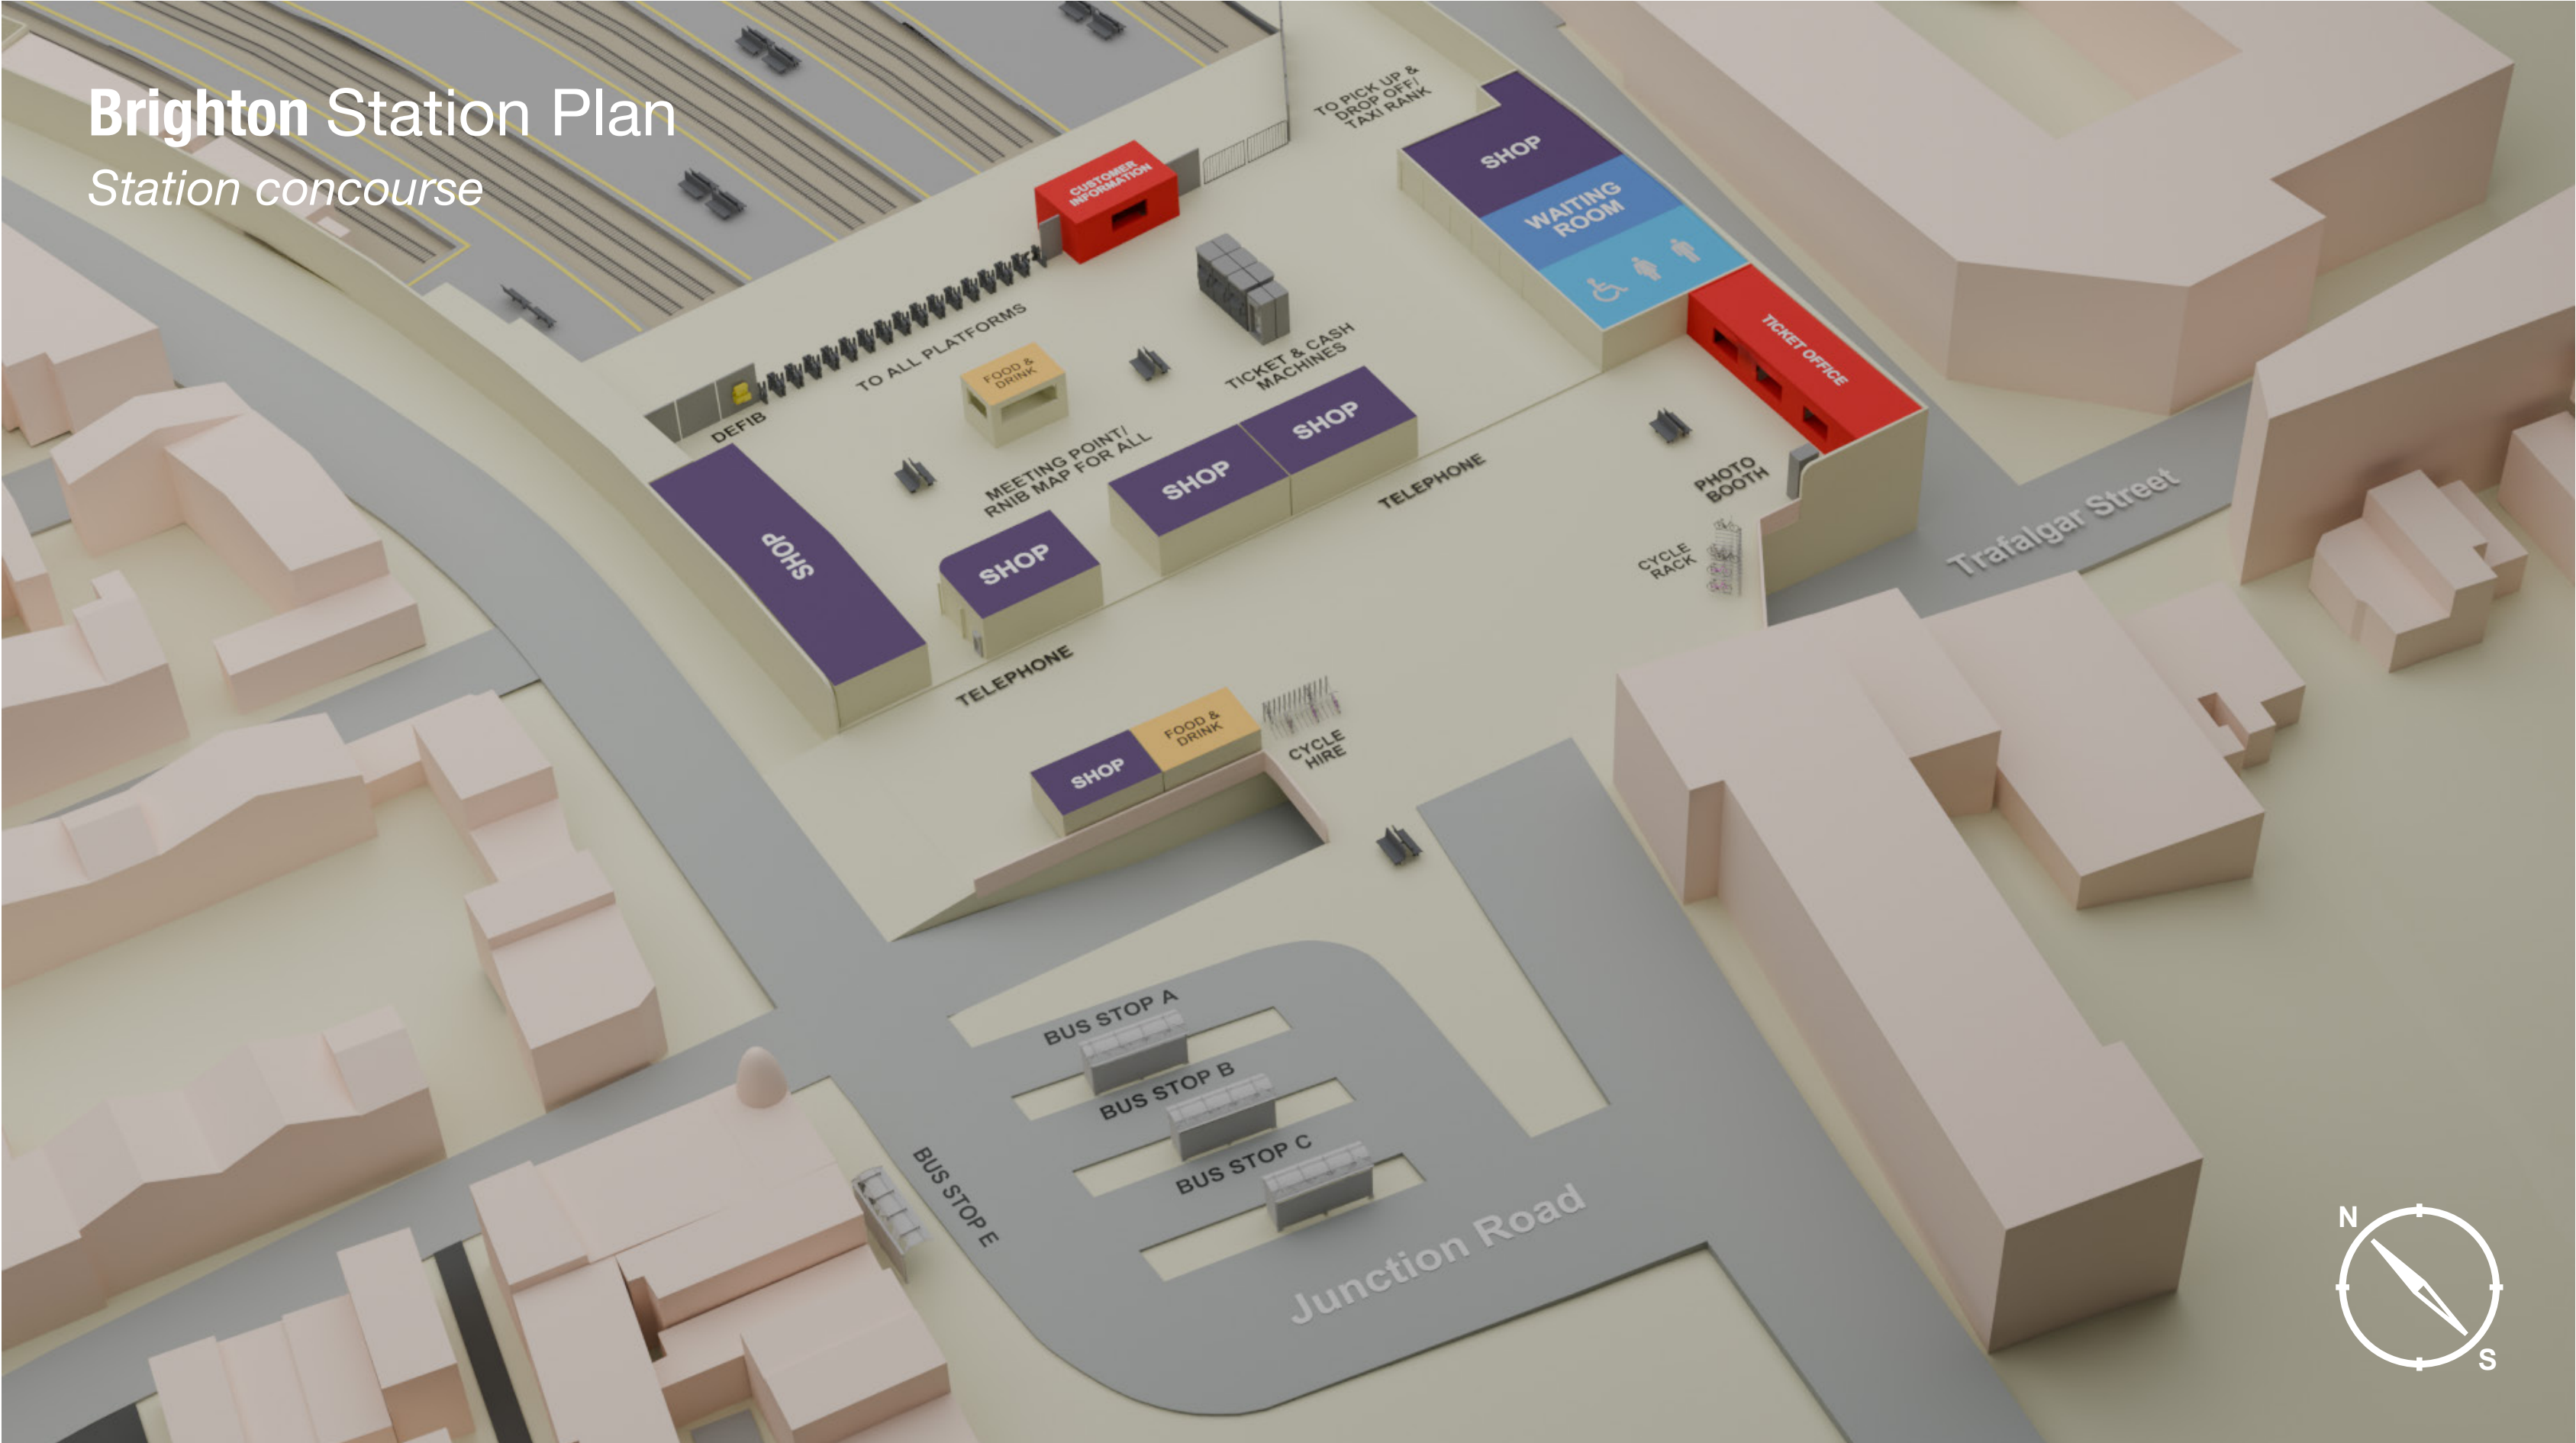 Brighton Station Plan
Station concourse
TO PICK UP &
DROP OFF/
TAXI RANK
CUSTOMER
INFORMATION
SHOP
WAITING
ROOM
TICKET OFFICE
TO ALL PLATFORMS
FOOD &
DRINK
TICKET & CASH
MACHINES
DEFIB
MEETING POINT/
RNIB MAP FOR ALL
SHOP
SHOP
TELEPHONE
PHOTO
BOOTH
CYCLE
RACK
Trafalgar Street
SHOP
SHOP
TELEPHONE
FOOD &
DRINK
SHOP
CYCLE
HIRE
BUS STOP A
BUS STOP B
BUS STOP C
BUS STOP E
Junction Road
N
S